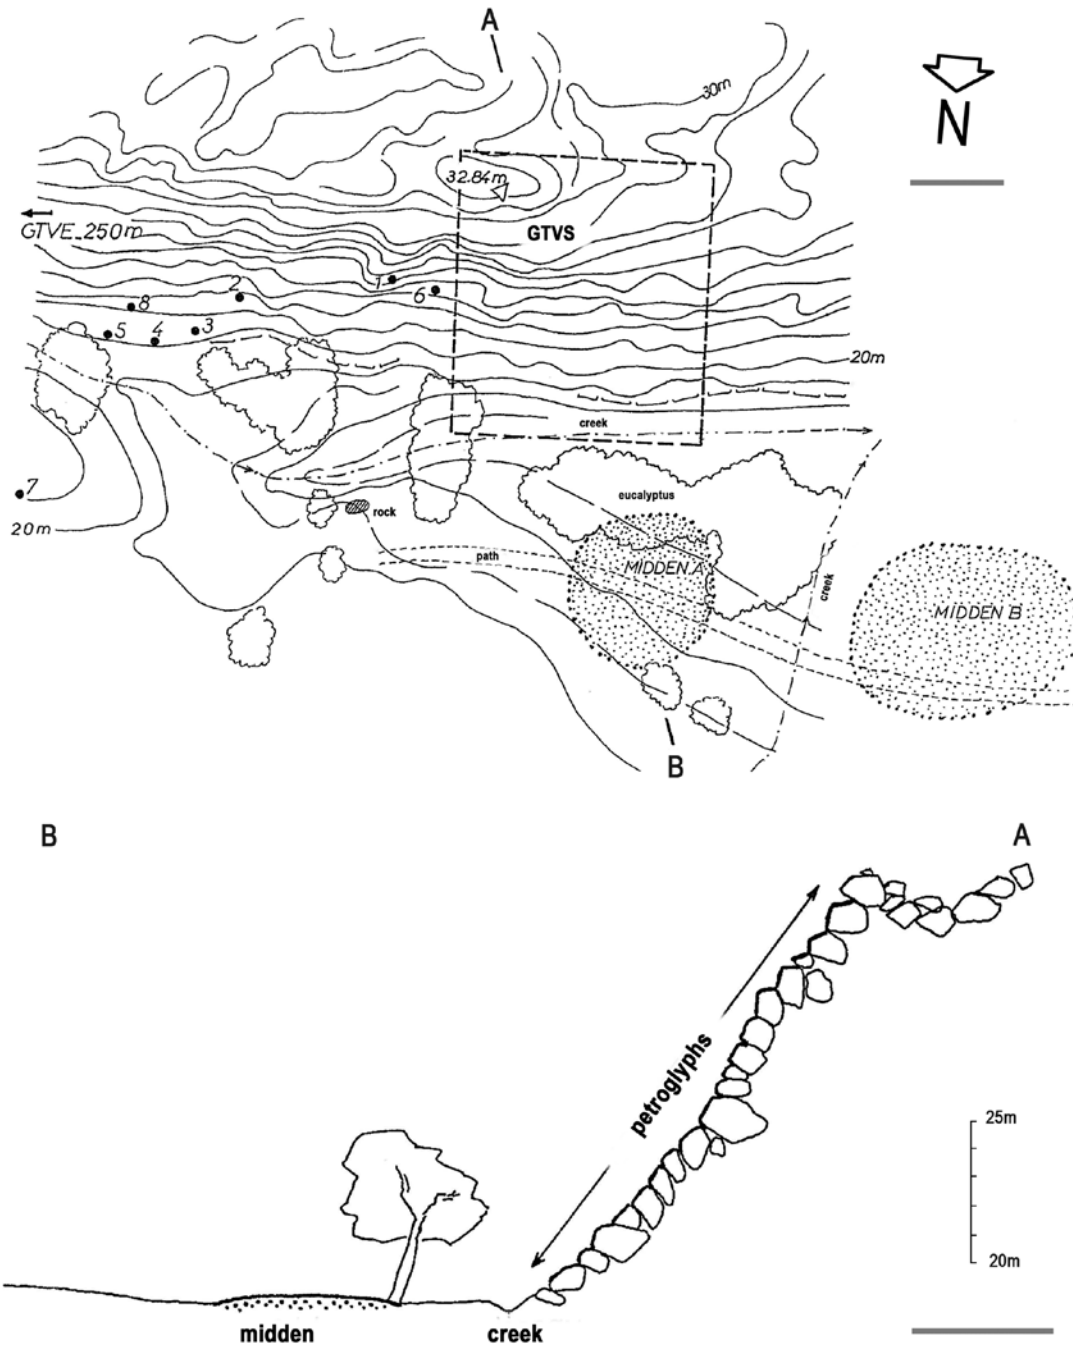 A
N
30m
32.84m
GTVS
GTVE 250m
1
2
6
8
5
4
3
20m
creek
7
20m
eucalyptus
rock
path
MIDDEN A
creek
MIDDEN B
B
B
A
petroglyphs
25m
20m
midden
creek